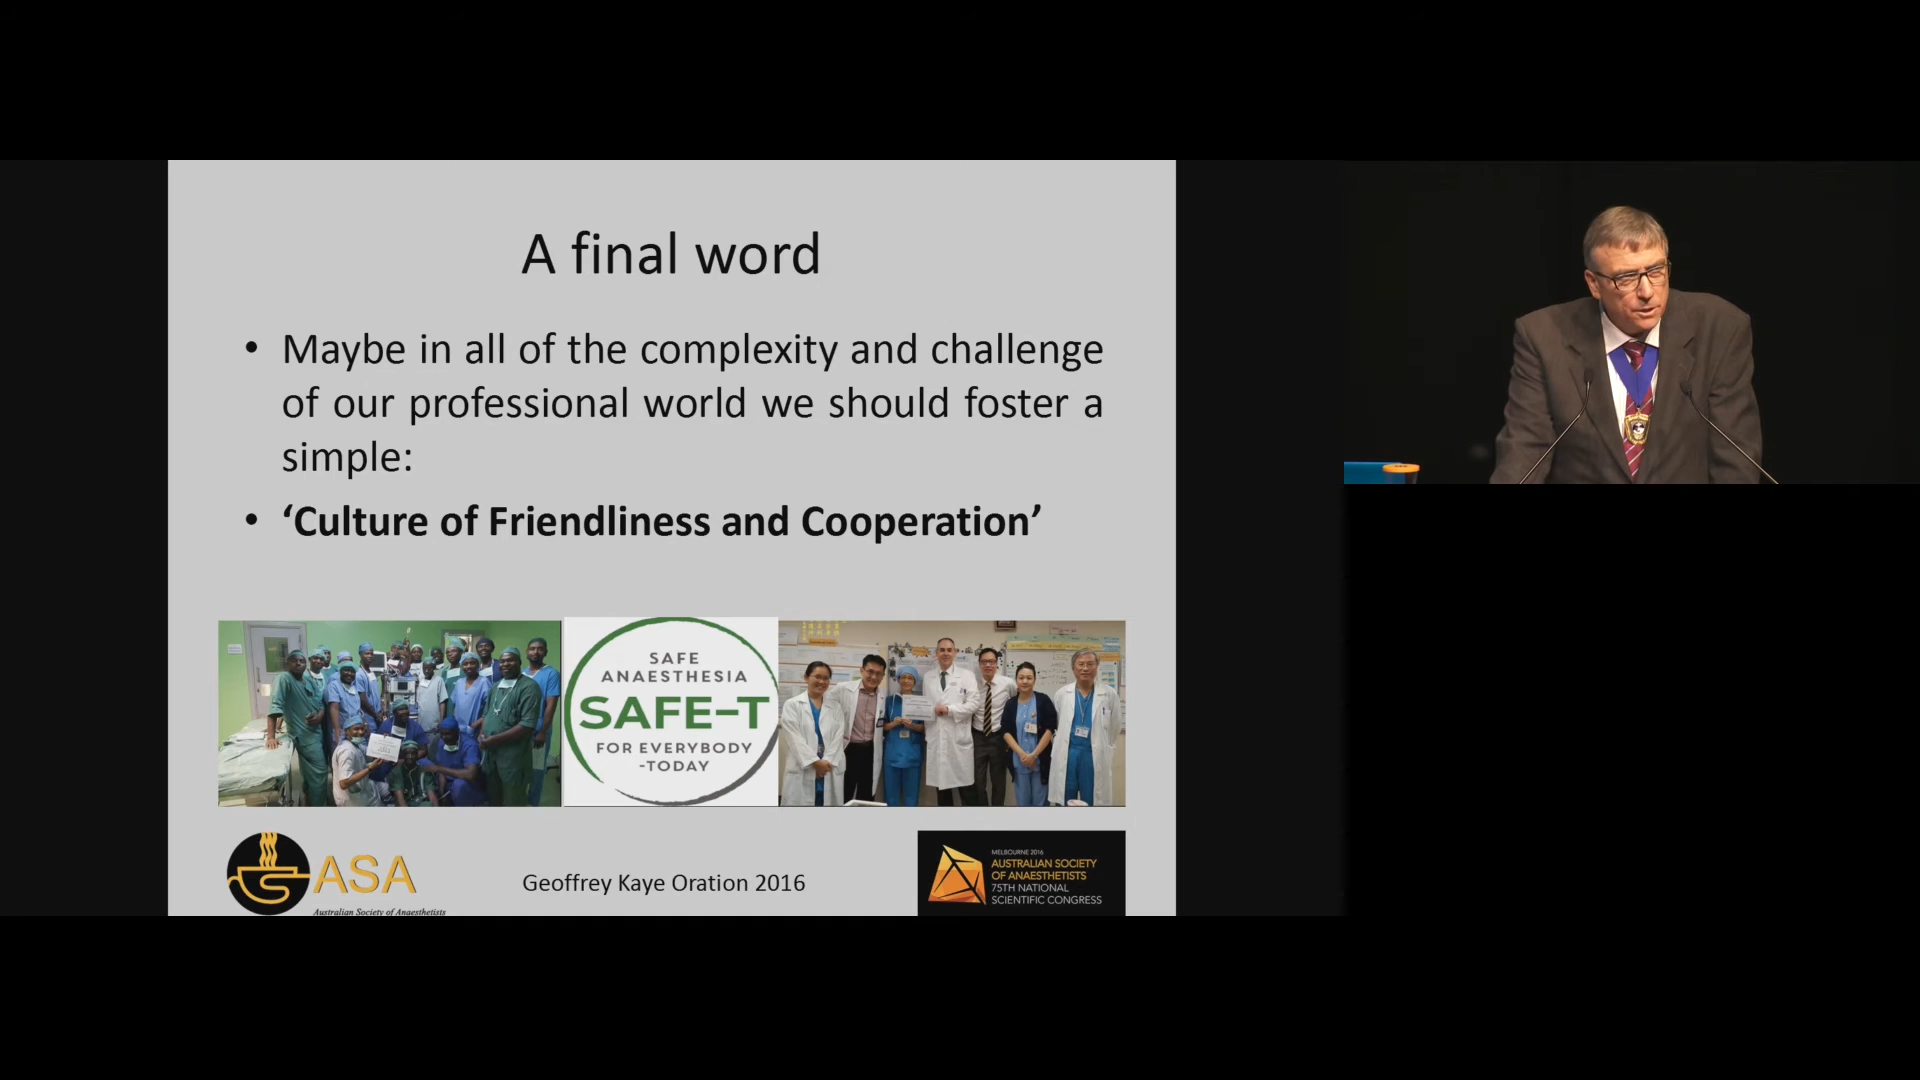 A final word
• Maybe in all of the complexity and challenge
of our professional world we should foster a
simple:
• ‘Culture of Friendliness and Cooperation’
SAFE
ANAESTHESIA
SAFE–T
FOR EVERYBODY
-TODAY
ASA
Australian Society of Anaesthetists
Geoffrey Kaye Oration 2016
MELBOURNE 2016
AUSTRALIAN SOCIETY
OF ANAESTHETISTS
75TH NATIONAL
SCIENTIFIC CONGRESS